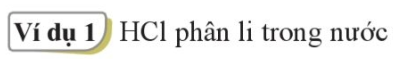 Ví dụ 1 HCl phân li trong nước